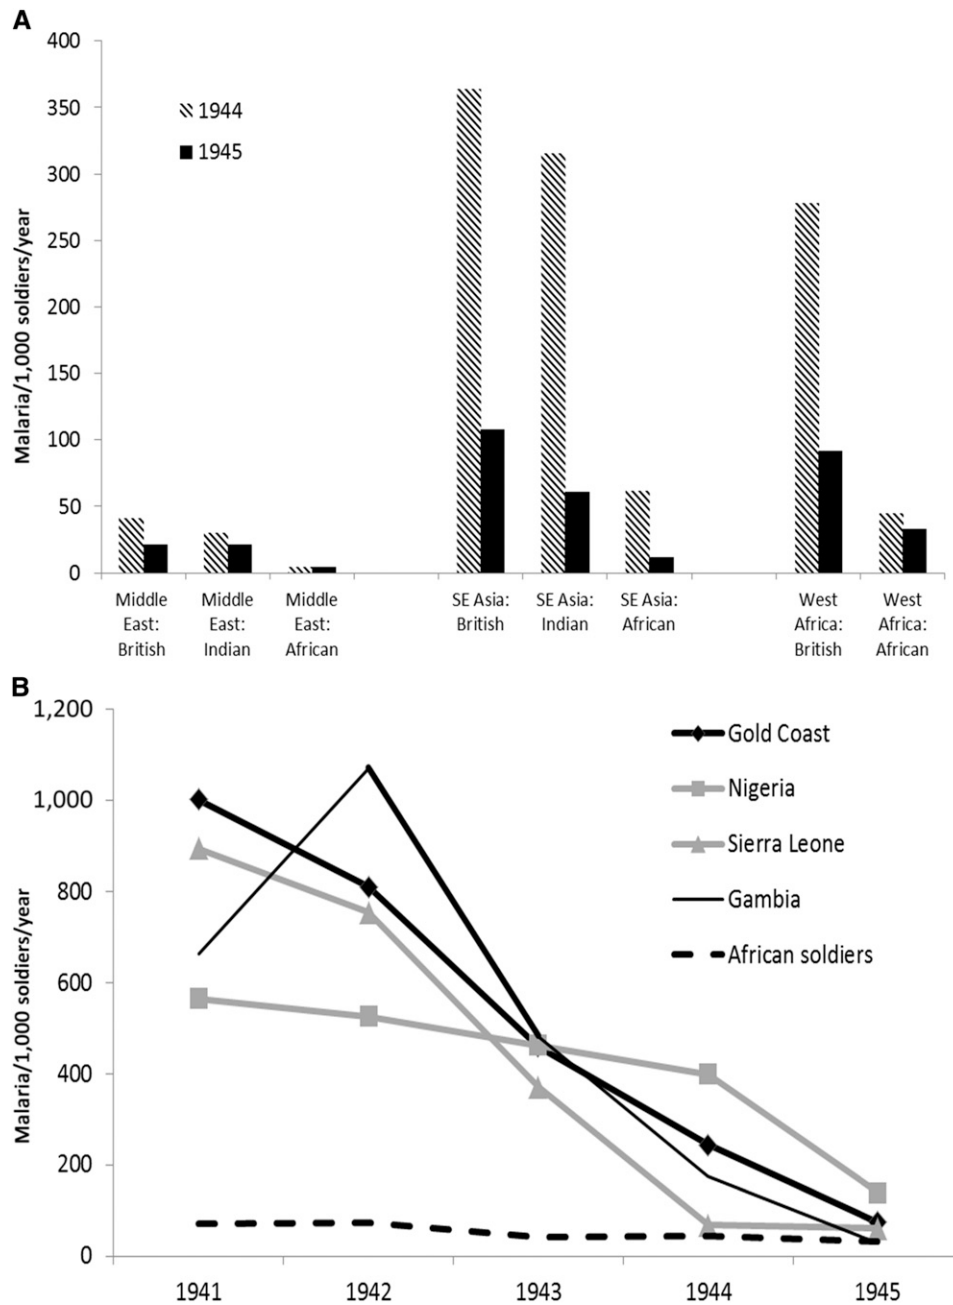 A
400
350
300
250
200
150
100
50
0
Malaria/1,000 soldiers/year
1944
1945
Middle East: British
Middle East: Indian
Middle East: African
SE Asia: British
SE Asia: Indian
SE Asia: African
West Africa: British
West Africa: African
B
1,200
1,000
800
600
400
200
0
Malaria/1,000 soldiers/year
Gold Coast
Nigeria
Sierra Leone
Gambia
African soldiers
1941
1942
1943
1944
1945